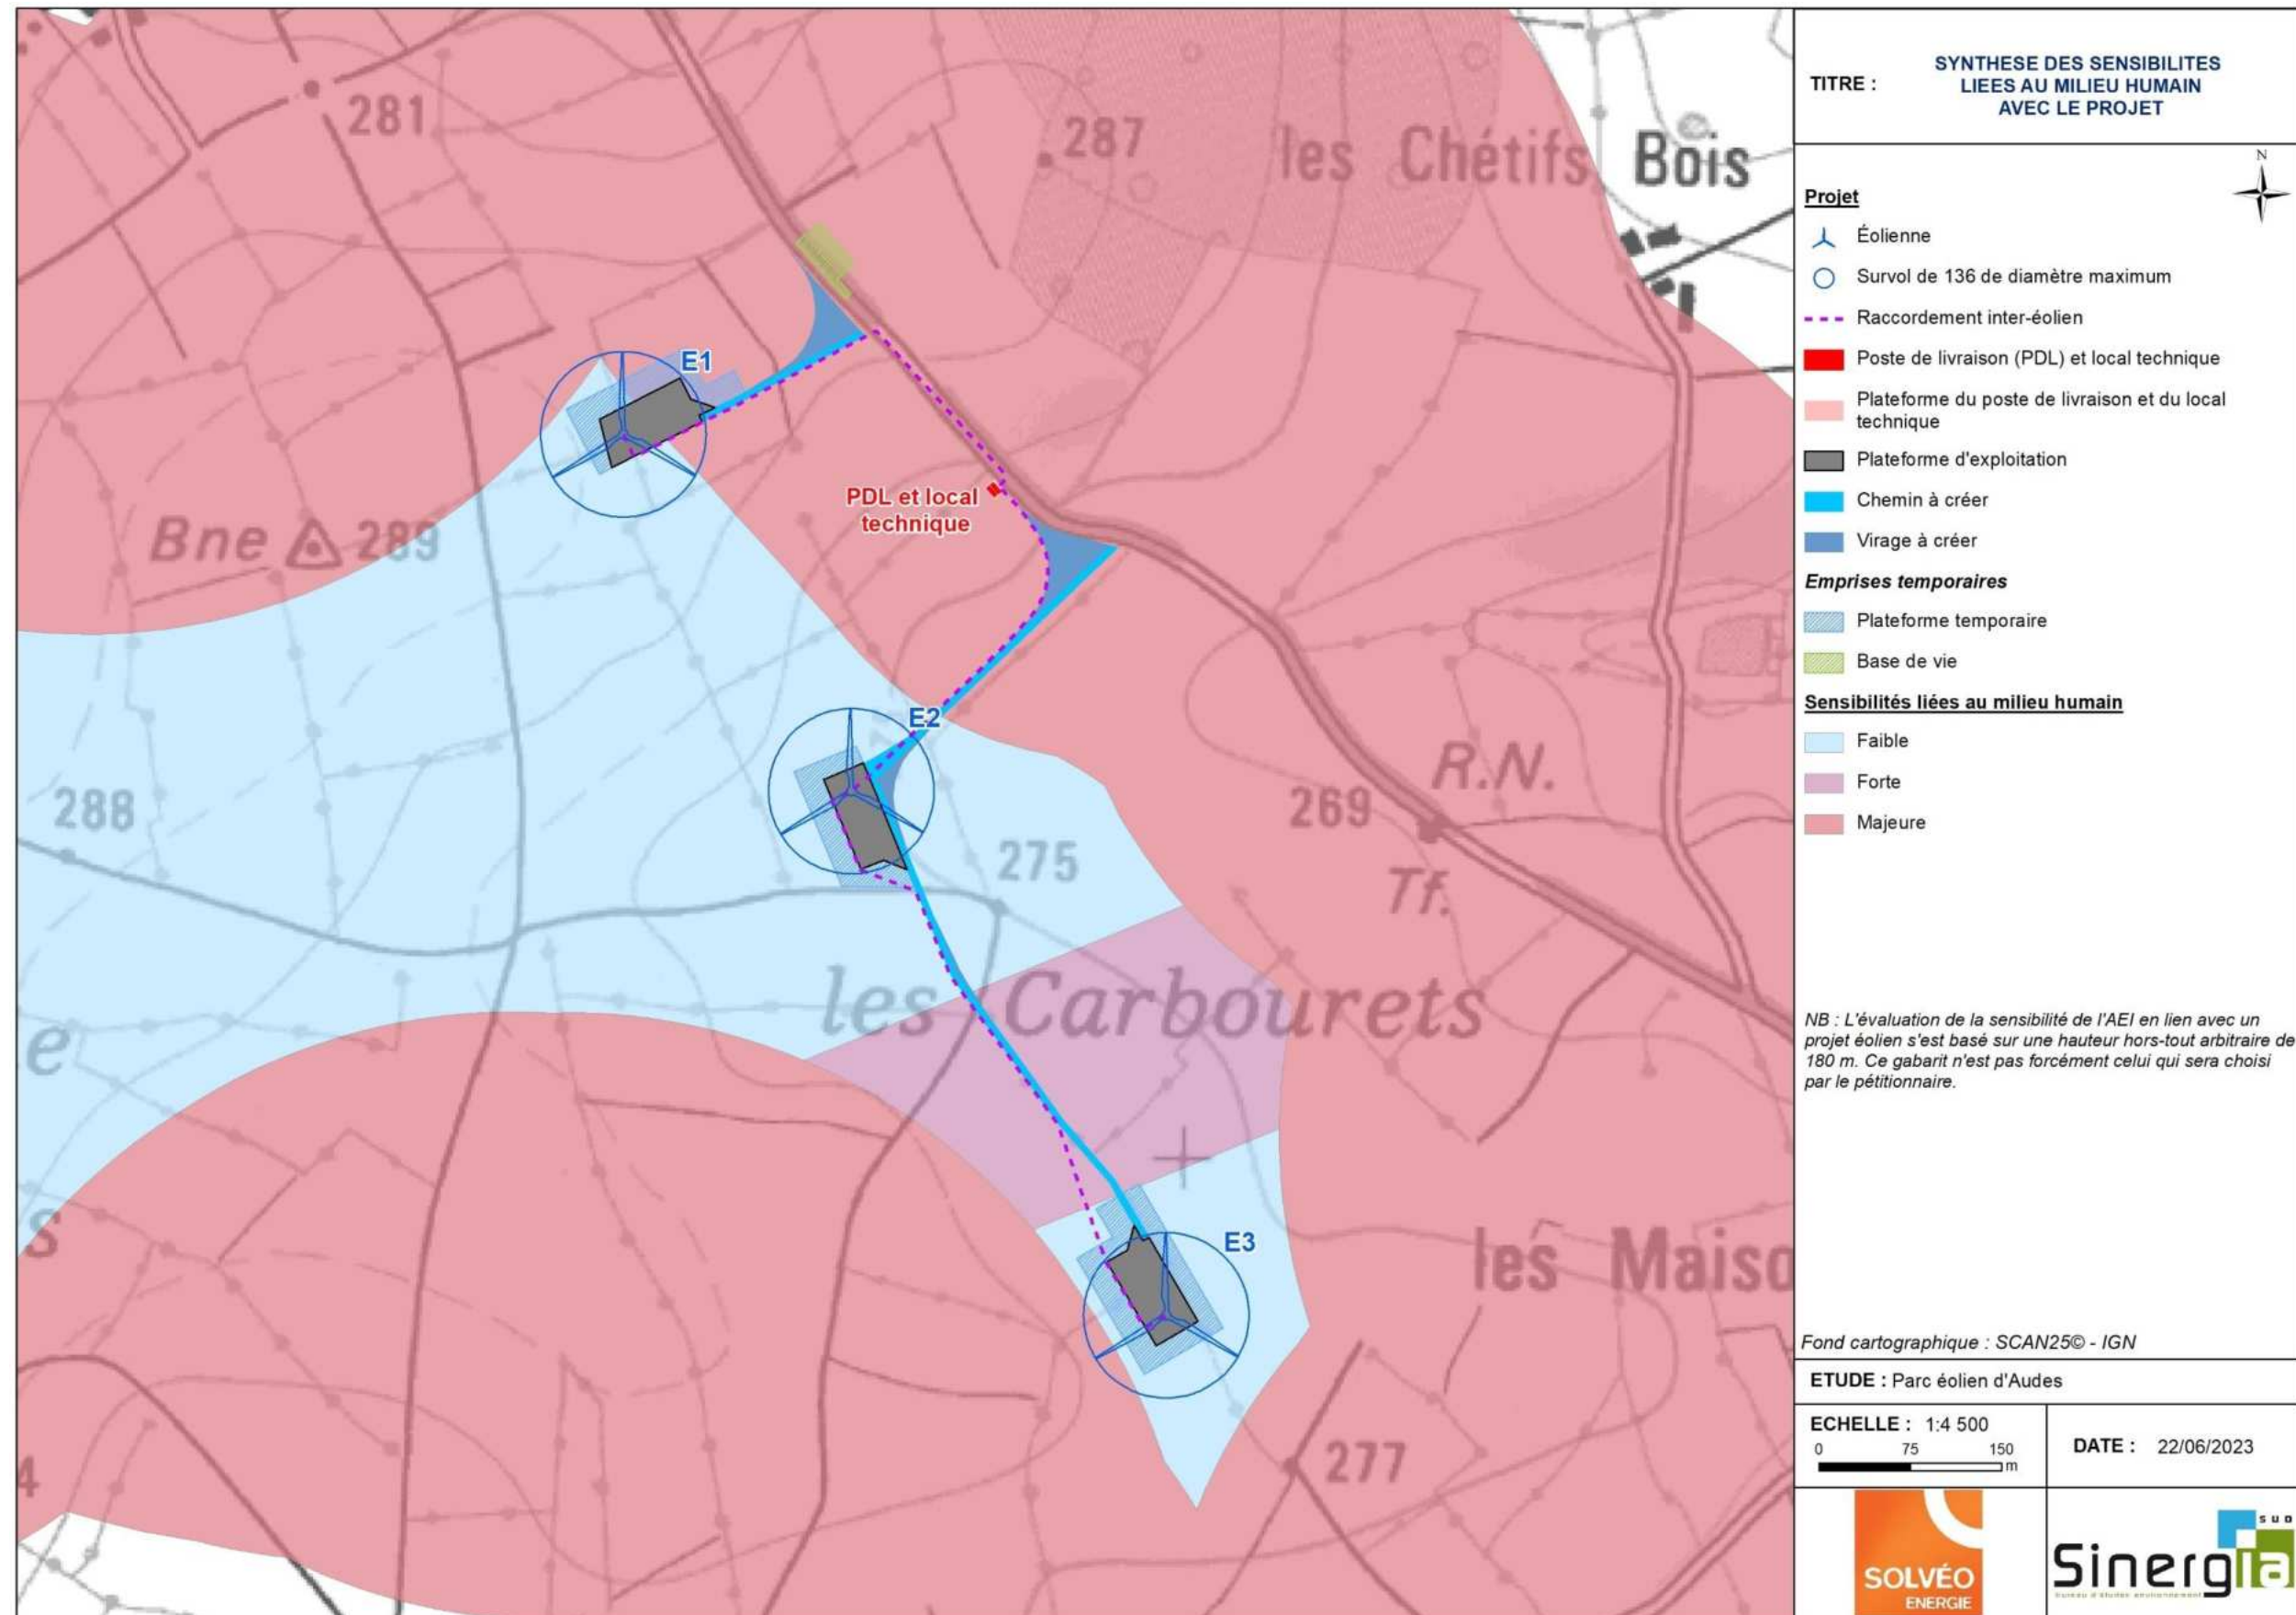 281
287
les Chétifs Bois
E1
Bne 289
PDL et local
technique
E2
288
275
269
R.N.
Tf.
les Carbourets
e
s
E3
les Maiso
277
4
TITRE :
SYNTHESE DES SENSIBILITES
LIEES AU MILIEU HUMAIN
AVEC LE PROJET
N
Projet
Éolienne
Survol de 136 de diamètre maximum
Raccordement inter-éolien
Poste de livraison (PDL) et local technique
Plateforme du poste de livraison et du local
technique
Plateforme d'exploitation
Chemin à créer
Virage à créer
Emprises temporaires
Plateforme temporaire
Base de vie
Sensibilités liées au milieu humain
Faible
Forte
Majeure
NB : L'évaluation de la sensibilité de l'AEI en lien avec un
projet éolien s'est basé sur une hauteur hors-tout arbitraire de
180 m. Ce gabarit n'est pas forcément celui qui sera choisi
par le pétitionnaire.
Fond cartographique : SCAN25© - IGN
ETUDE : Parc éolien d'Audes
ECHELLE : 1:4 500
0 75 150
m
DATE : 22/06/2023
SOLVÉO
ENERGIE
SUD
Sinergia
bureau d'études environnement